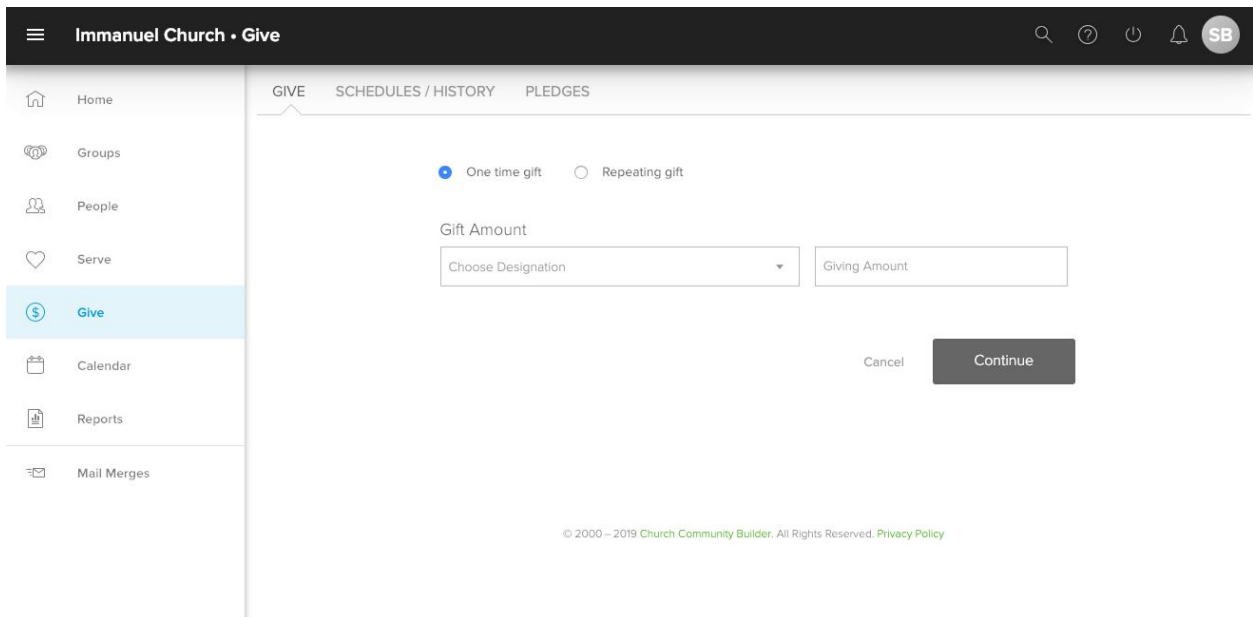 Immanuel Church • Give
SB
Home
Groups
People
Serve
Give
Calendar
Reports
Mail Merges
GIVE SCHEDULES / HISTORY PLEDGES
One time gift Repeating gift
Gift Amount
Choose Designation Giving Amount
Cancel Continue
© 2000 – 2019 Church Community Builder. All Rights Reserved. Privacy Policy